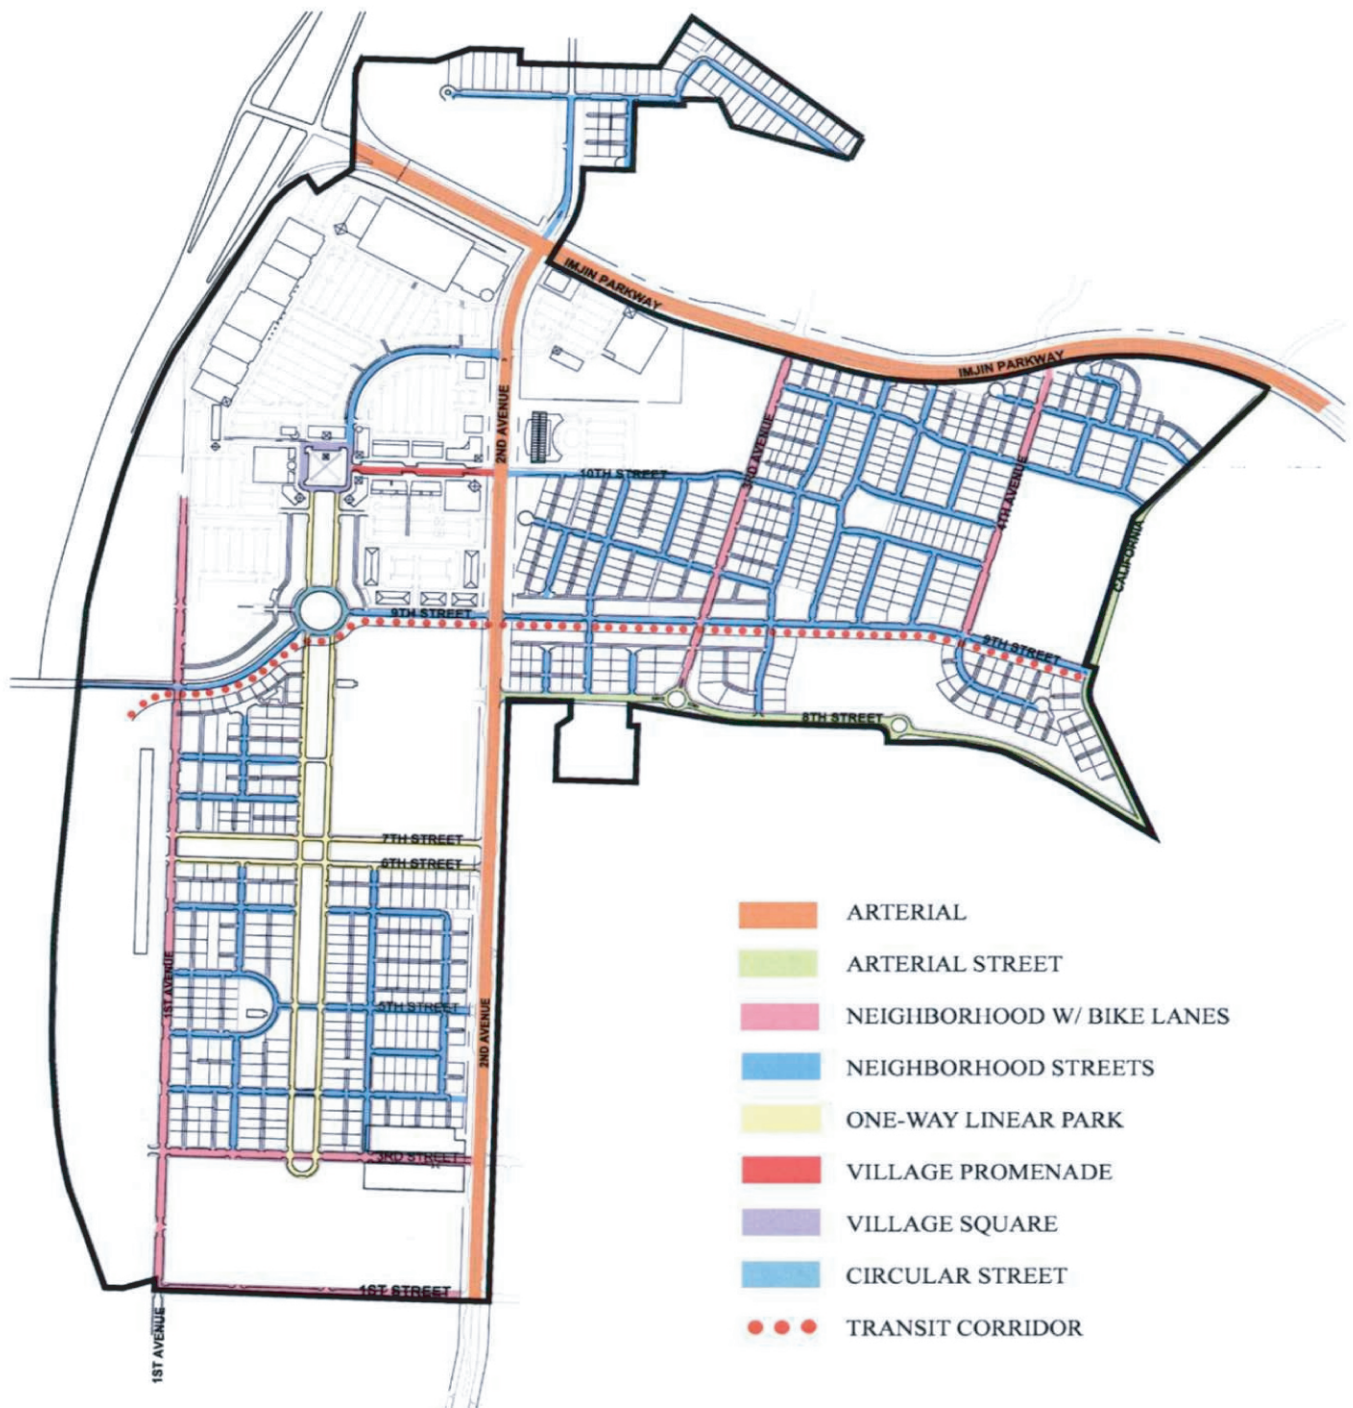 IMJIN PARKWAY
IMJIN PARKWAY
2ND AVENUE
3RD AVENUE
10TH STREET
4TH AVENUE
CALIFORNIA
9TH STREET
9TH STREET
8TH STREET
7TH STREET
6TH STREET
1ST AVENUE
5TH STREET
2ND AVENUE
3RD STREET
1ST STREET
1ST AVENUE
ARTERIAL
ARTERIAL STREET
NEIGHBORHOOD W/ BIKE LANES
NEIGHBORHOOD STREETS
ONE-WAY LINEAR PARK
VILLAGE PROMENADE
VILLAGE SQUARE
CIRCULAR STREET
TRANSIT CORRIDOR